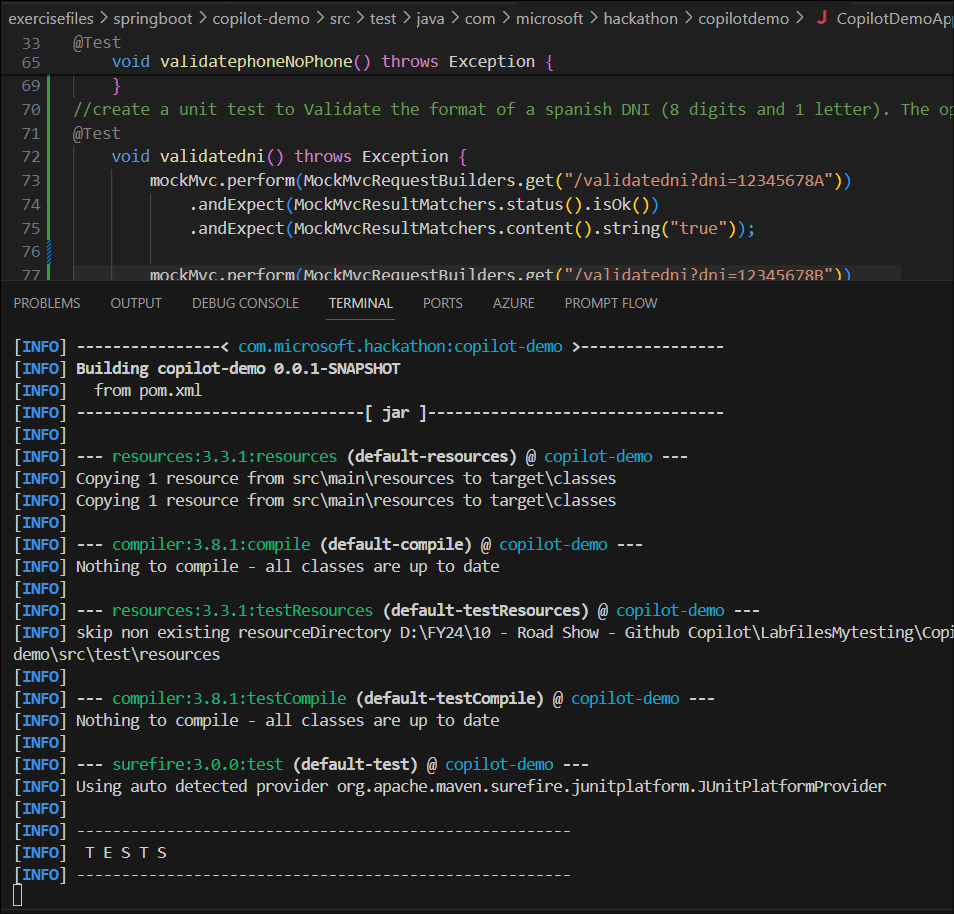 exercisefiles > springboot > copilot-demo > src > test > java > com > microsoft > hackathon > copilotdemo > J CopilotDemoAp
33 @Test
65 void validatephoneNoPhone() throws Exception {
69 }
70 //create a unit test to Validate the format of a spanish DNI (8 digits and 1 letter). The op
71 @Test
72 void validatedni() throws Exception {
73 mockMvc.perform(MockMvcRequestBuilders.get("/validatedni?dni=12345678A"))
74 .andExpect(MockMvcResultMatchers.status().isOk())
75 .andExpect(MockMvcResultMatchers.content().string("true"));
76
77 mockMvc.perform(MockMvcRequestBuilders.get("/validatedni?dni=12345678B"))
PROBLEMS OUTPUT DEBUG CONSOLE TERMINAL PORTS AZURE PROMPT FLOW
[INFO] ----------------< com.microsoft.hackathon:copilot-demo >----------------
[INFO] Building copilot-demo 0.0.1-SNAPSHOT
[INFO]   from pom.xml
[INFO] --------------------------------[ jar ]---------------------------------
[INFO]
[INFO] --- resources:3.3.1:resources (default-resources) @ copilot-demo ---
[INFO] Copying 1 resource from src\main\resources to target\classes
[INFO] Copying 1 resource from src\main\resources to target\classes
[INFO]
[INFO] --- compiler:3.8.1:compile (default-compile) @ copilot-demo ---
[INFO] Nothing to compile - all classes are up to date
[INFO]
[INFO] --- resources:3.3.1:testResources (default-testResources) @ copilot-demo ---
[INFO] skip non existing resourceDirectory D:\FY24\10 - Road Show - Github Copilot\LabfilesMytesting\Copi
demo\src\test\resources
[INFO]
[INFO] --- compiler:3.8.1:testCompile (default-testCompile) @ copilot-demo ---
[INFO] Nothing to compile - all classes are up to date
[INFO]
[INFO] --- surefire:3.0.0:test (default-test) @ copilot-demo ---
[INFO] Using auto detected provider org.apache.maven.surefire.junitplatform.JUnitPlatformProvider
[INFO]
[INFO] -------------------------------------------------------
[INFO]  T E S T S
[INFO] -------------------------------------------------------